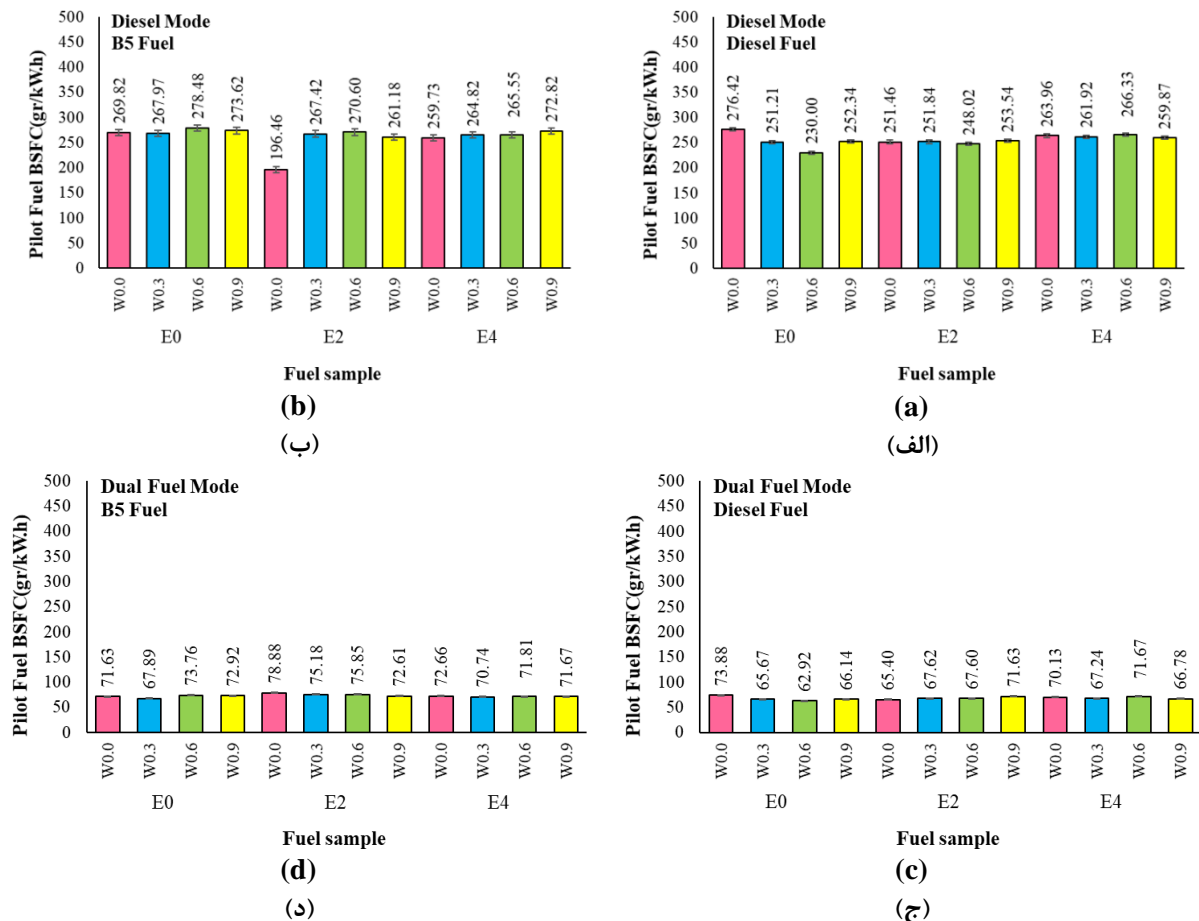 Diesel Mode
B5 Fuel
Pilot Fuel BSFC(gr/kW.h)
500
450
400
350
300
250
200
150
100
50
0
269.82
267.97
278.48
273.62
196.46
267.42
270.60
261.18
259.73
264.82
265.55
272.82
W0.0
W0.3
W0.6
W0.9
W0.0
W0.3
W0.6
W0.9
W0.0
W0.3
W0.6
W0.9
E0 E2 E4
Fuel sample
(b)
(ب)
Diesel Mode
Diesel Fuel
Pilot Fuel BSFC(gr/kW.h)
500
450
400
350
300
250
200
150
100
50
0
276.42
251.21
230.00
252.34
251.46
251.84
248.02
253.54
263.96
261.92
266.33
259.87
W0.0
W0.3
W0.6
W0.9
W0.0
W0.3
W0.6
W0.9
W0.0
W0.3
W0.6
W0.9
E0 E2 E4
Fuel sample
(a)
(الف)
Dual Fuel Mode
B5 Fuel
Pilot Fuel BSFC(gr/kW.h)
500
450
400
350
300
250
200
150
100
50
0
71.63
67.89
73.76
72.92
78.88
75.18
75.85
72.61
72.66
70.74
71.81
71.67
W0.0
W0.3
W0.6
W0.9
W0.0
W0.3
W0.6
W0.9
W0.0
W0.3
W0.6
W0.9
E0 E2 E4
Fuel sample
(d)
(د)
Dual Fuel Mode
Diesel Fuel
Pilot Fuel BSFC(gr/kW.h)
500
450
400
350
300
250
200
150
100
50
0
73.88
65.67
62.92
66.14
65.40
67.62
67.60
71.63
70.13
67.24
71.67
66.78
W0.0
W0.3
W0.6
W0.9
W0.0
W0.3
W0.6
W0.9
W0.0
W0.3
W0.6
W0.9
E0 E2 E4
Fuel sample
(c)
(ج)